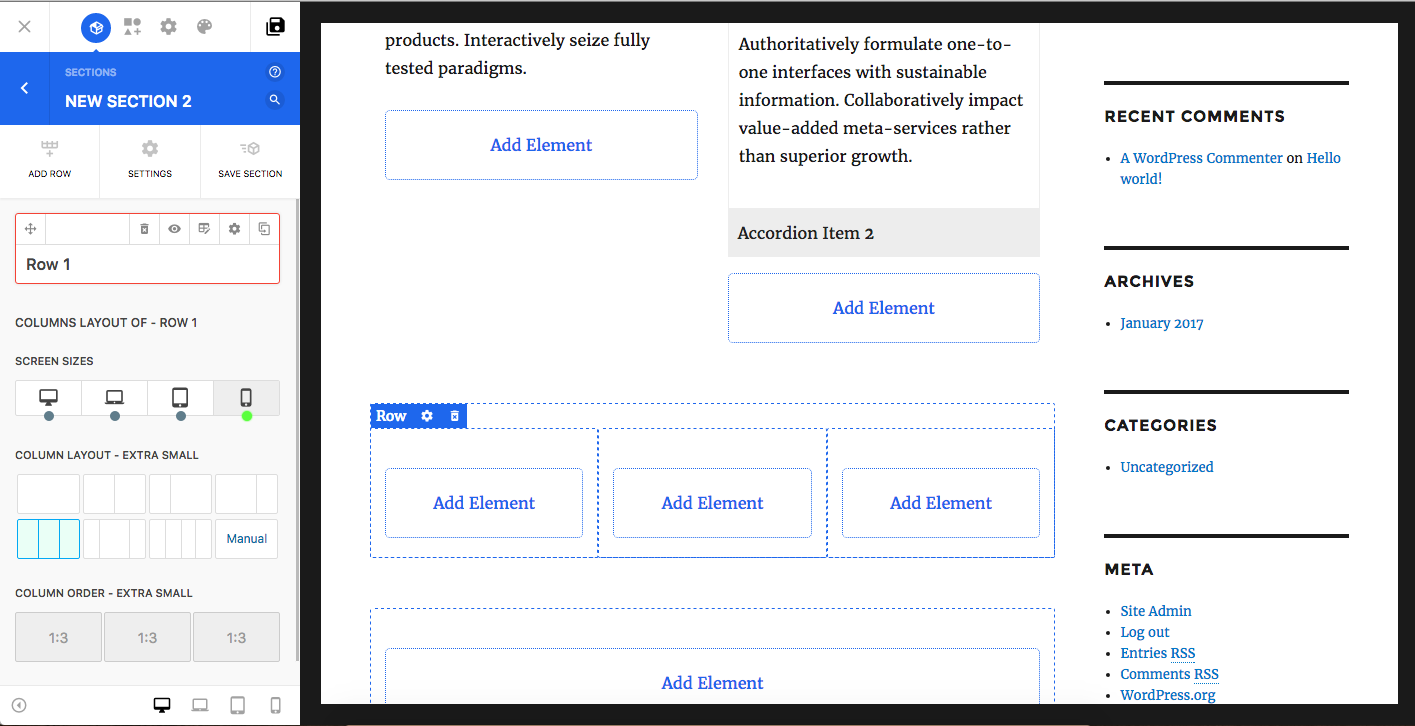 SECTIONS
NEW SECTION 2
ADD ROW
SETTINGS
SAVE SECTION
Row 1
COLUMNS LAYOUT OF - ROW 1
SCREEN SIZES
COLUMN LAYOUT - EXTRA SMALL
Manual
COLUMN ORDER - EXTRA SMALL
1:3
1:3
1:3
products. Interactively seize fully
tested paradigms.
Add Element
Authoritatively formulate one-to-
one interfaces with sustainable
information. Collaboratively impact
value-added meta-services rather
than superior growth.
Accordion Item 2
Add Element
Row
Add Element
Add Element
Add Element
Add Element
RECENT COMMENTS
A WordPress Commenter on Hello
world!
ARCHIVES
January 2017
CATEGORIES
Uncategorized
META
Site Admin
Log out
Entries RSS
Comments RSS
WordPress.org